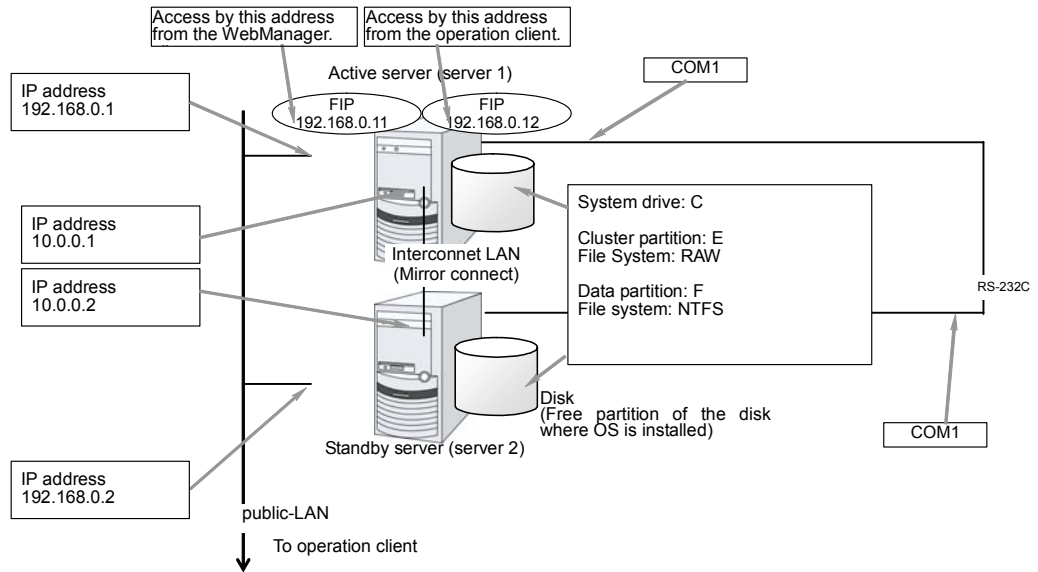 Access by this address
from the WebManager.
Access by this address
from the operation client.
Active server (server 1)
COM1
IP address
192.168.0.1
FIP
192.168.0.11
FIP
192.168.0.12
System drive: C
Cluster partition: E
File System: RAW
Data partition: F
File system: NTFS
IP address
10.0.0.1
Interconnet LAN
(Mirror connect)
IP address
10.0.0.2
RS-232C
Disk
(Free partition of the disk
where OS is installed)
COM1
Standby server (server 2)
IP address
192.168.0.2
public-LAN
To operation client